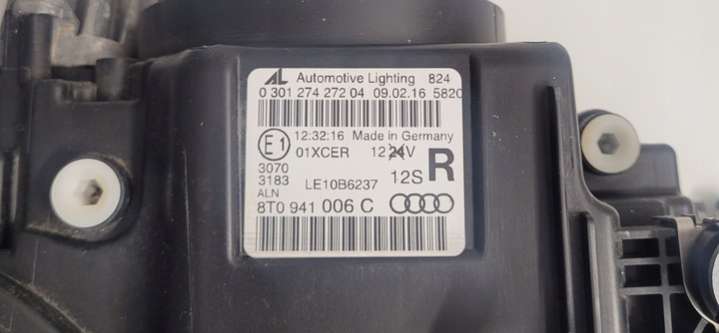 AL Automotive Lighting 824
0 301 274 272 04 09.02.16 5820
E1 12:32:16 Made in Germany
01XCER 12 24V
3070
3183 LE10B6237 12S R
ALN
8T0 941 006 C